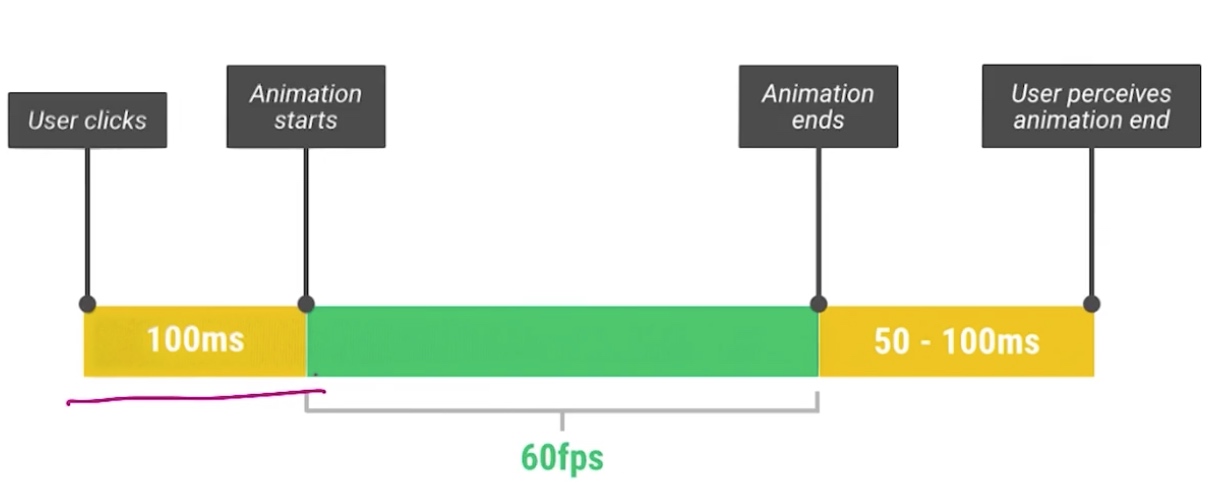 User clicks
Animation
starts
Animation
ends
User perceives
animation end
100ms
50 - 100ms
60fps